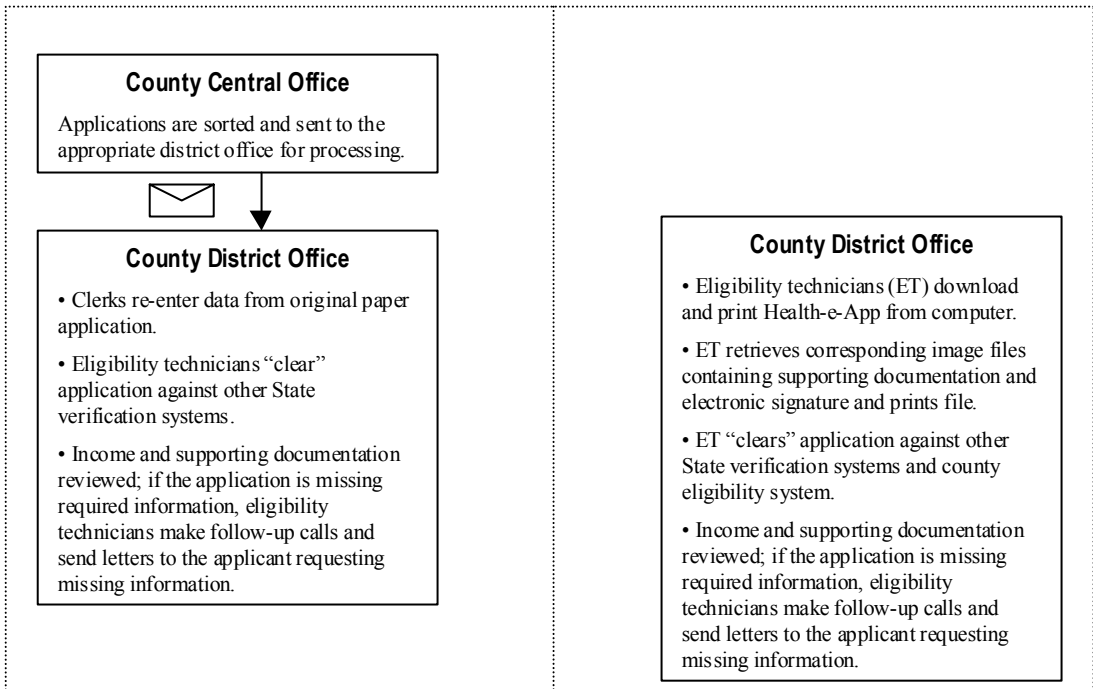 County Central Office
Applications are sorted and sent to the
appropriate district office for processing.
County District Office
• Clerks re-enter data from original paper
application.
• Eligibility technicians “clear”
application against other State
verification systems.
• Income and supporting documentation
reviewed; if the application is missing
required information, eligibility
technicians make follow-up calls and
send letters to the applicant requesting
missing information.
County District Office
• Eligibility technicians (ET) download
and print Health-e-App from computer.
• ET retrieves corresponding image files
containing supporting documentation and
electronic signature and prints file.
• ET “clears” application against other
State verification systems and county
eligibility system.
• Income and supporting documentation
reviewed; if the application is missing
required information, eligibility
technicians make follow-up calls and
send letters to the applicant requesting
missing information.